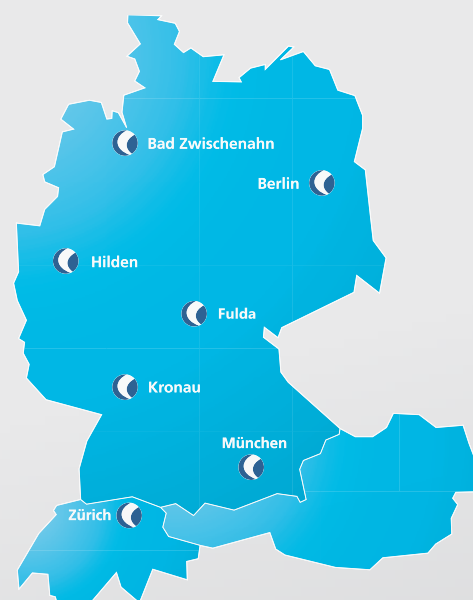 Bad Zwischenahn
Berlin
Hilden
Fulda
Kronau
München
Zürich